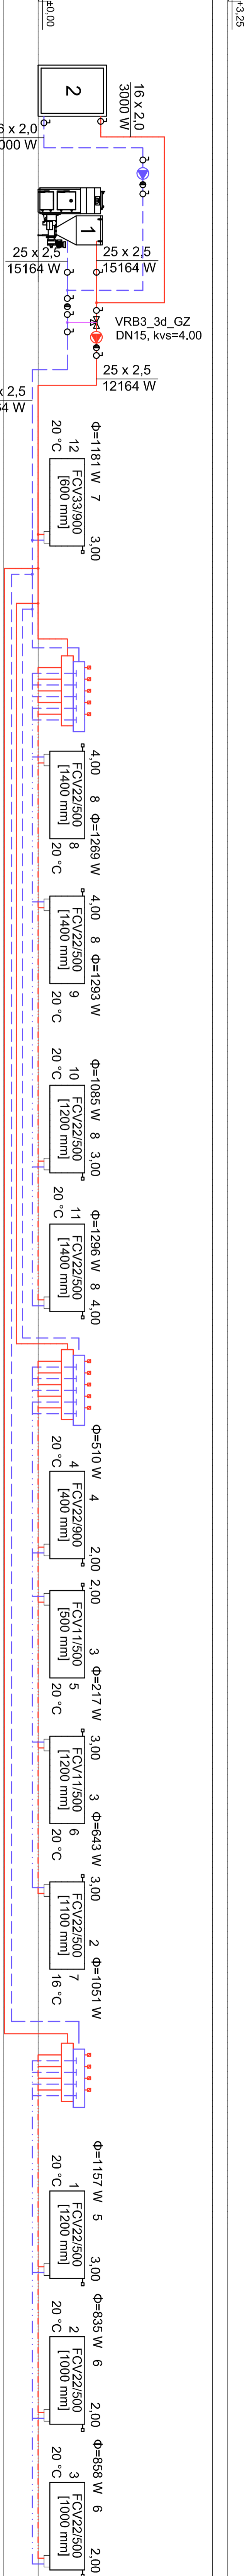 +3,25
±0,00
2
16 x 2,0
3000 W
6 x 2,0
000 W
1
25 x 2,5
15164 W
25 x 2,5
15164 W
VRB3_3d_GZ
DN15, kvs=4.00
25 x 2,5
12164 W
x 2,5
4 W
Φ=1181 W 7 3,00
12
FCV33/900
[600 mm]
20 °C
4,00 8 Φ=1269 W
FCV22/500
[1400 mm]
8
20 °C
4,00 8 Φ=1293 W
FCV22/500
[1400 mm]
9
20 °C
Φ=1085 W 8 3,00
10
FCV22/500
[1200 mm]
20 °C
Φ=1296 W 8 4,00
11
FCV22/500
[1400 mm]
20 °C
Φ=510 W 4 2,00
4
FCV22/900
[400 mm]
20 °C
2,00 3 Φ=217 W
FCV11/500
[500 mm]
5
20 °C
3,00 3 Φ=643 W
FCV11/500
[1200 mm]
6
20 °C
3,00 2 Φ=1051 W
FCV22/500
[1100 mm]
7
16 °C
Φ=1157 W 5 3,00
1
FCV22/500
[1200 mm]
20 °C
Φ=835 W 6 2,00
2
FCV22/500
[1000 mm]
20 °C
Φ=858 W 6 2,00
3
FCV22/500
[1000 mm]
20 °C